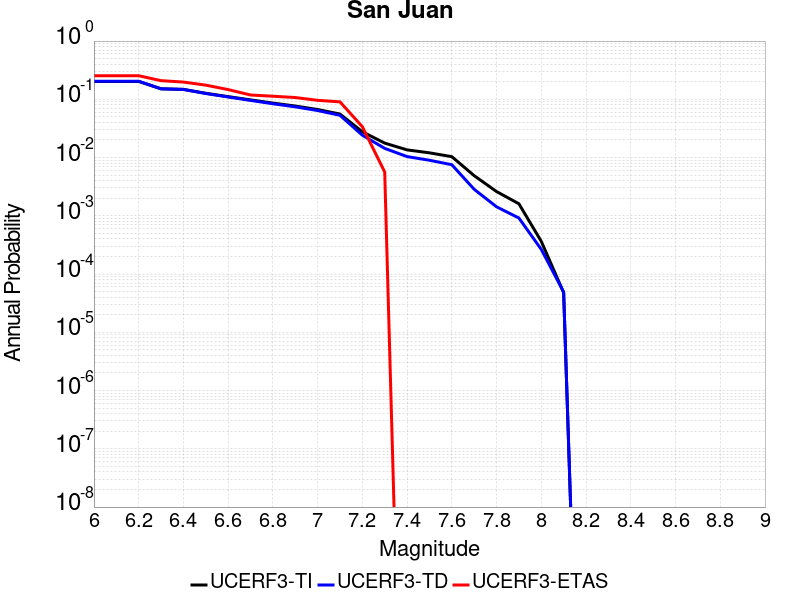 San Juan
Annual Probability
10^0
10^-1
10^-2
10^-3
10^-4
10^-5
10^-6
10^-7
10^-8
6 6.2 6.4 6.6 6.8 7 7.2 7.4 7.6 7.8 8 8.2 8.4 8.6 8.8 9
Magnitude
UCERF3-TI UCERF3-TD UCERF3-ETAS